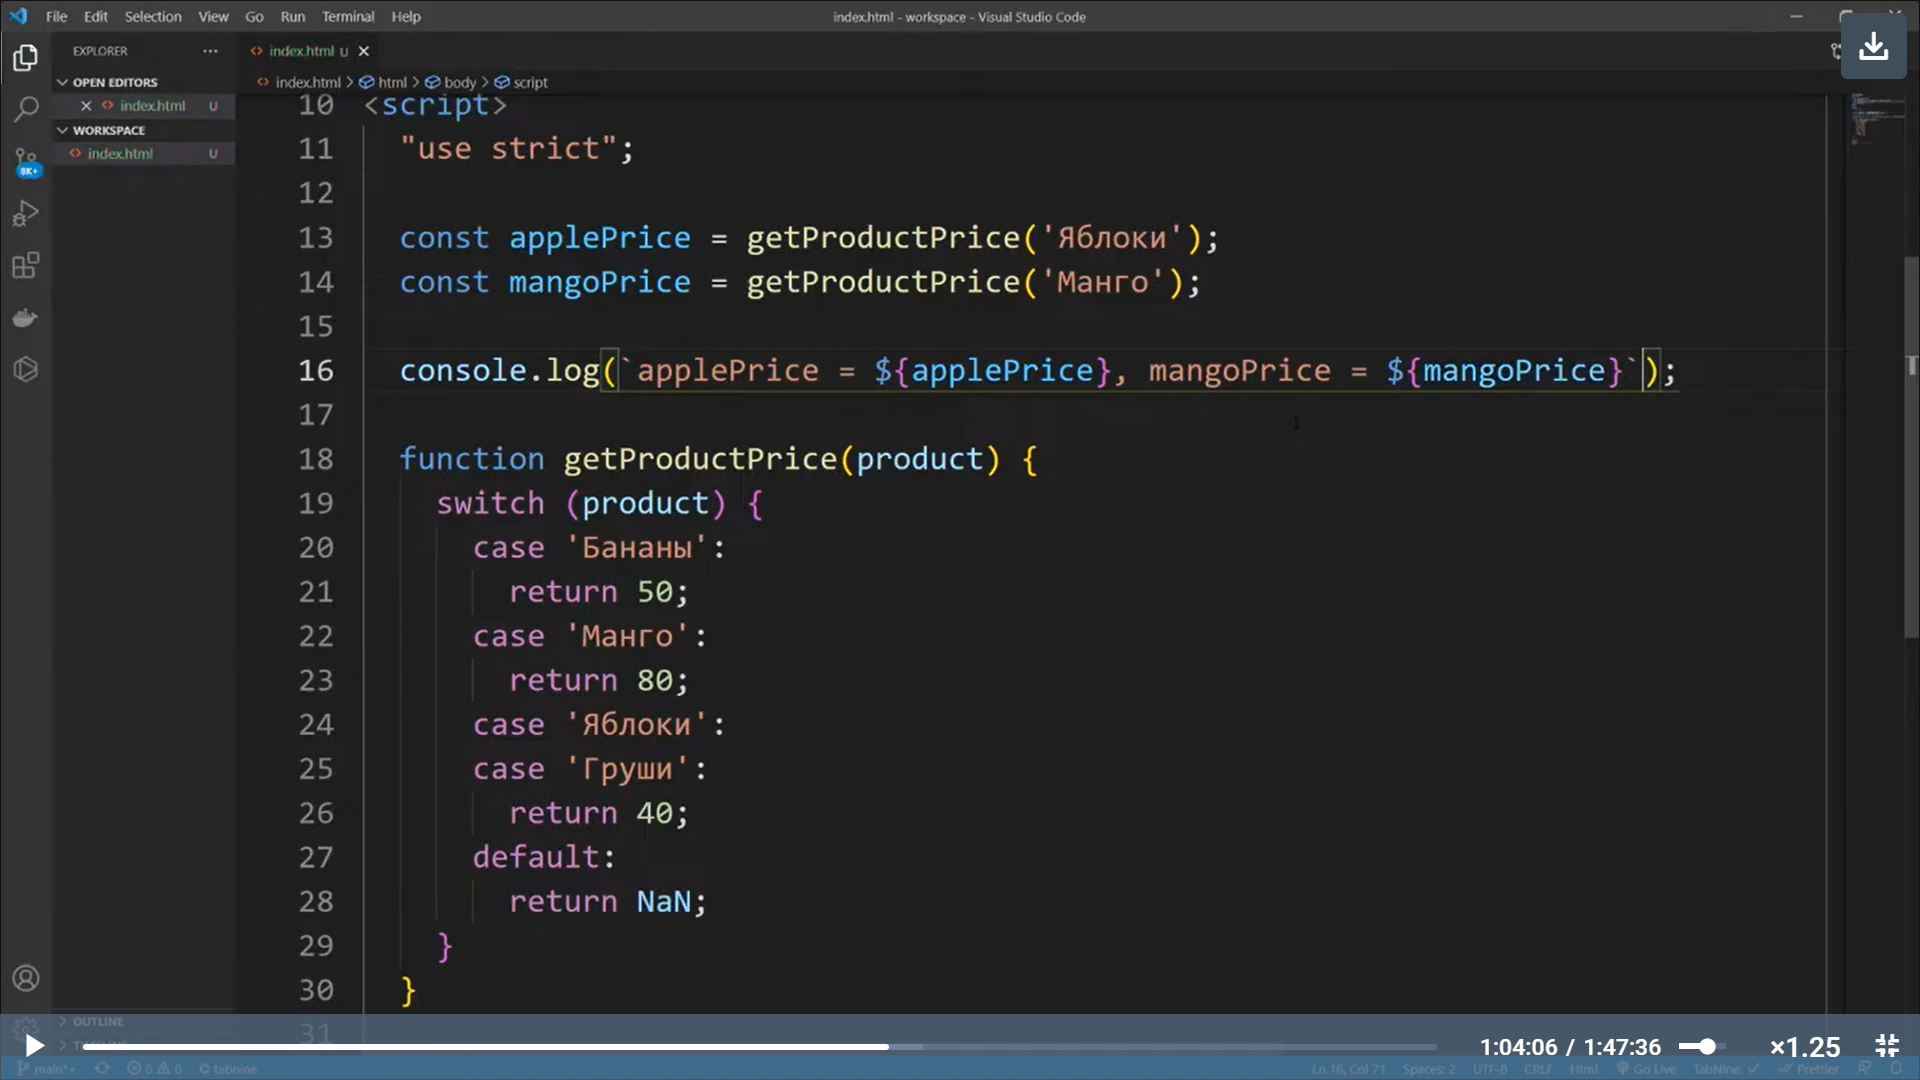 File Edit Selection View Go Run Terminal Help
index.html - workspace - Visual Studio Code
EXPLORER
index.html U
OPEN EDITORS
index.html > html > body > script
index.html U
WORKSPACE
index.html U
8K+
10 <script>
11 "use strict";
12
13 const applePrice = getProductPrice('Яблоки');
14 const mangoPrice = getProductPrice('Манго');
15
16 console.log(`applePrice = ${applePrice}, mangoPrice = ${mangoPrice}`);
17
18 function getProductPrice(product) {
19 switch (product) {
20 case 'Бананы':
21 return 50;
22 case 'Манго':
23 return 80;
24 case 'Яблоки':
25 case 'Груши':
26 return 40;
27 default:
28 return NaN;
29 }
30 }
31
OUTLINE
1:04:06 / 1:47:36
×1.25
main*+ 0 0 tabnine
Ln 16, Col 71 Spaces: 2 UTF-8 CRLF Html Go Live TabNine: ✓ Prettier